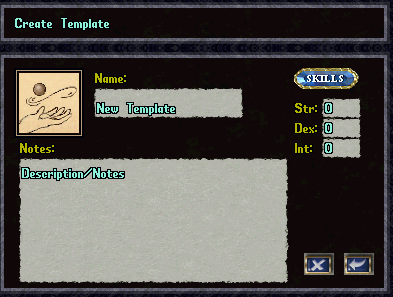 Create Template
Name:
New Template
SKILLS
Str: 0
Dex: 0
Int: 0
Notes:
Description/Notes